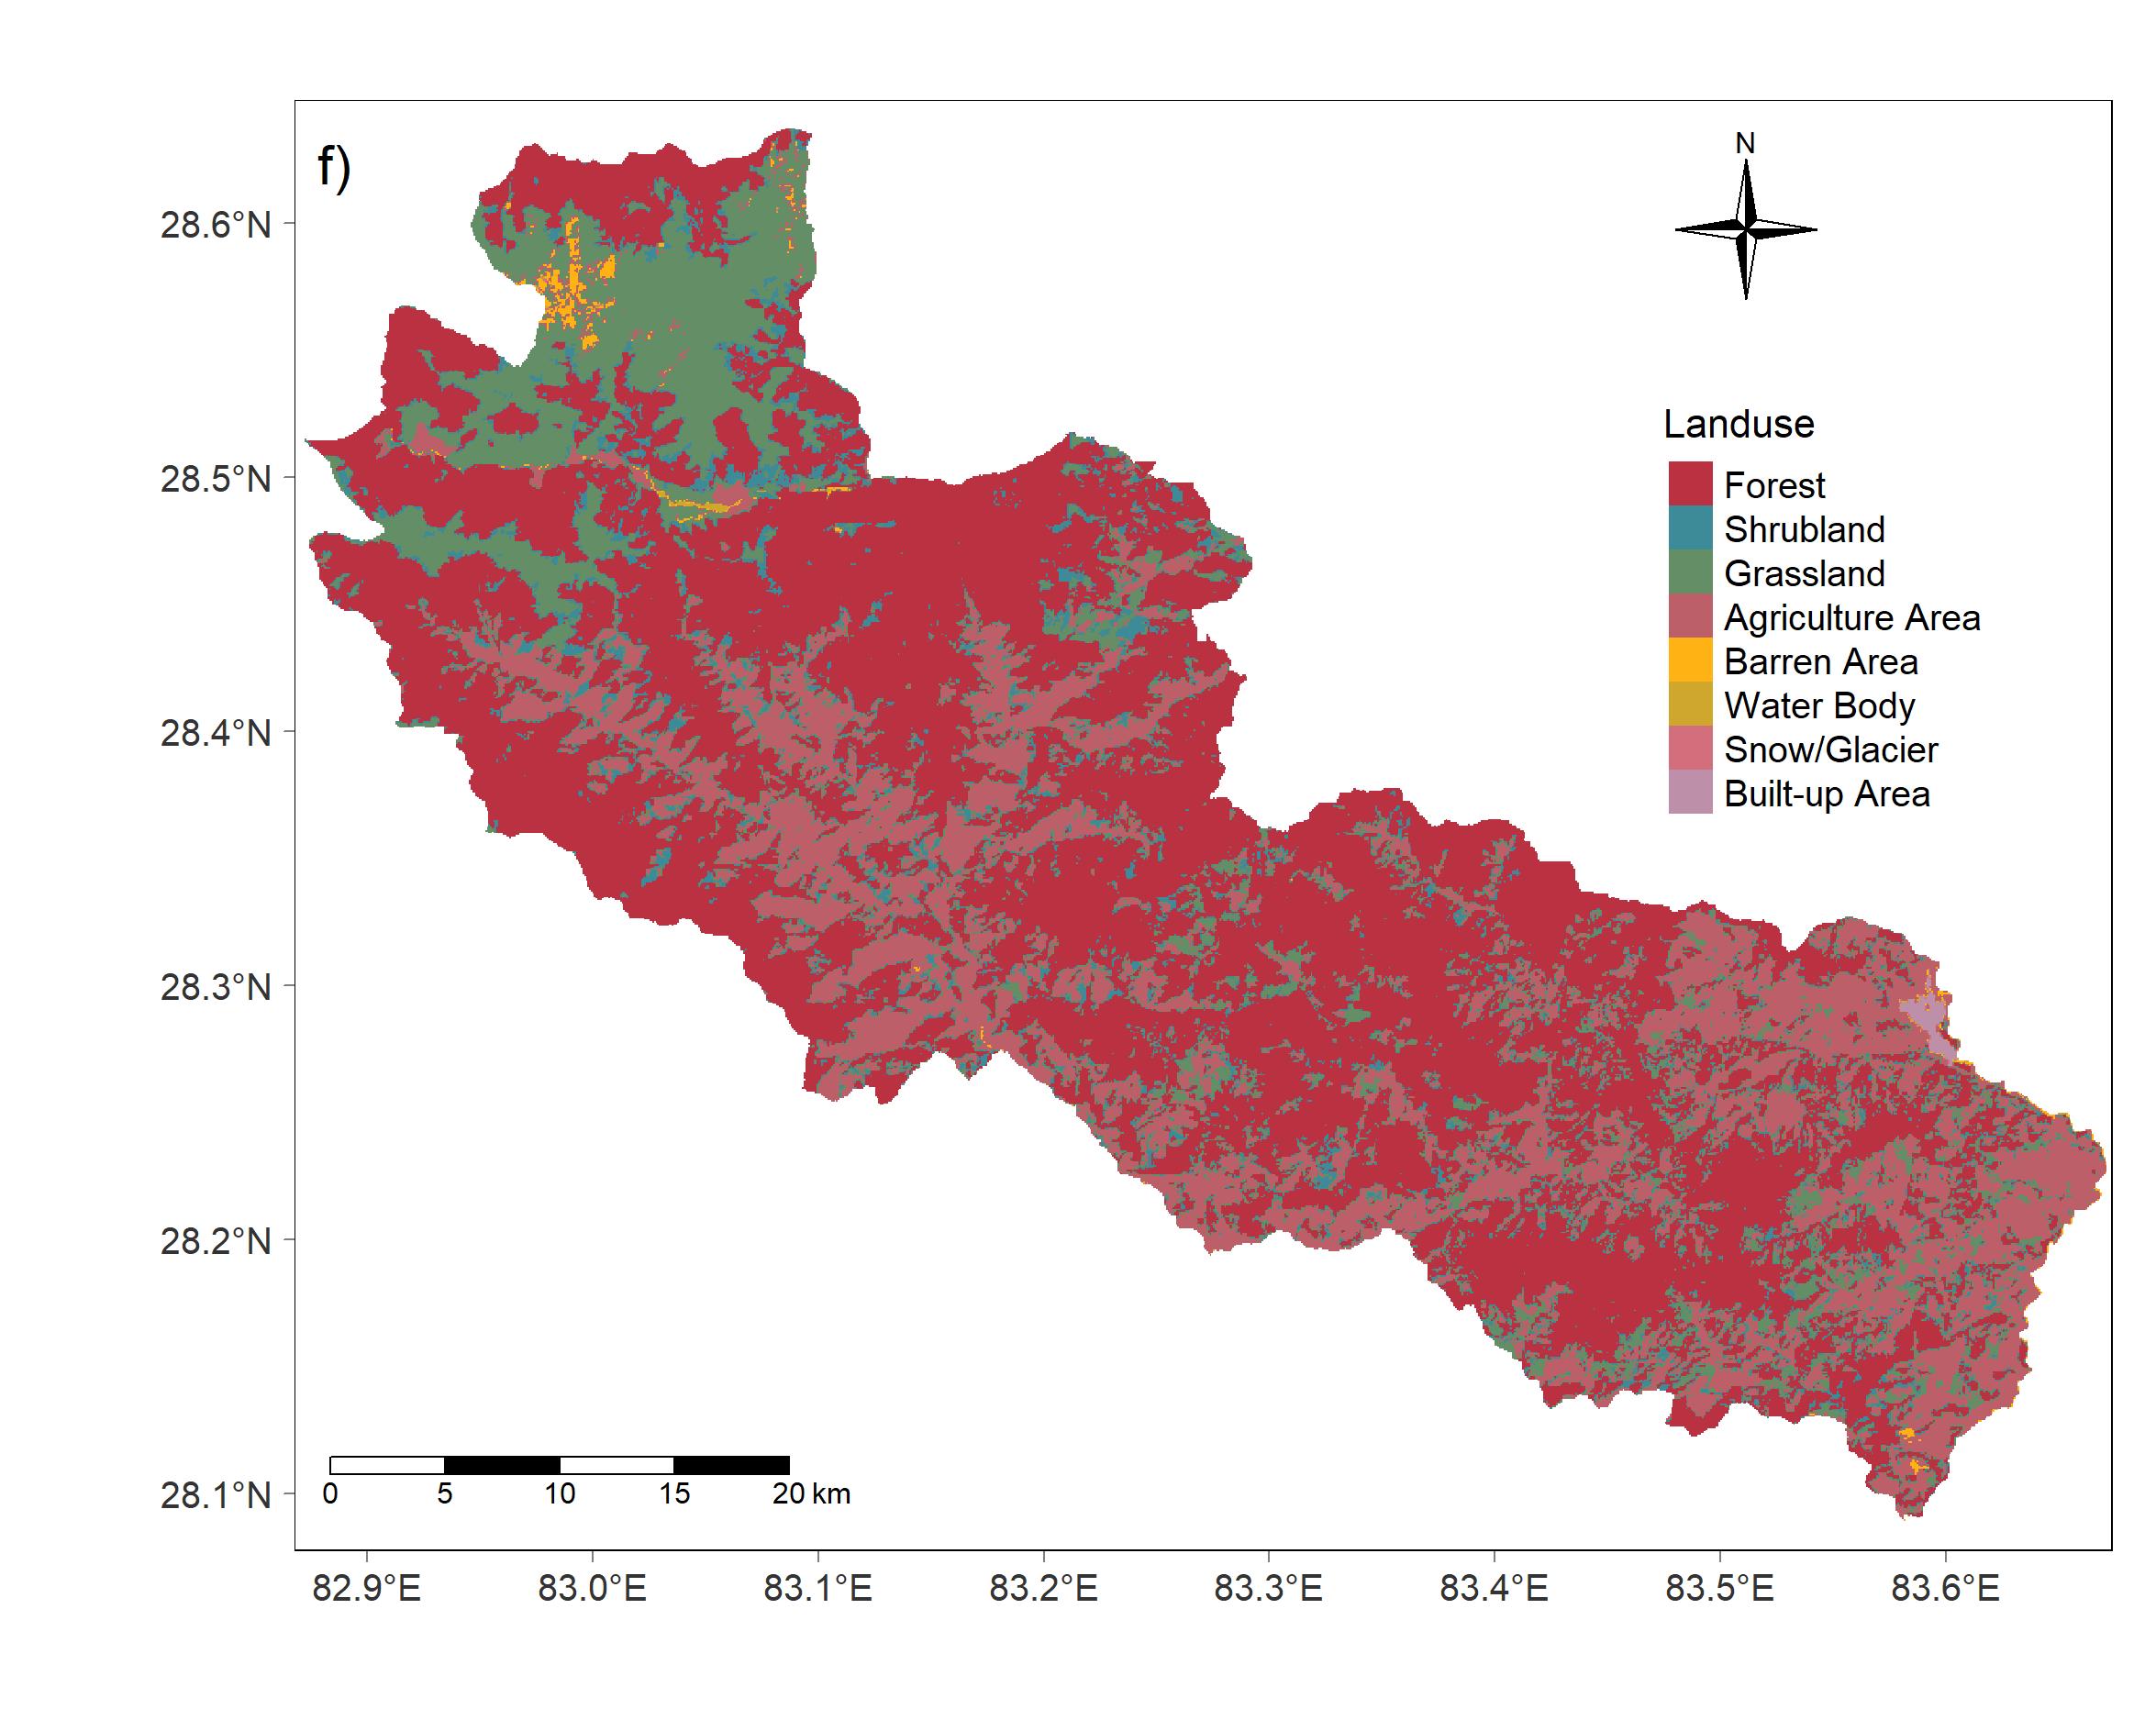 f)
N
28.6°N
28.5°N
28.4°N
28.3°N
28.2°N
28.1°N
Landuse
Forest
Shrubland
Grassland
Agriculture Area
Barren Area
Water Body
Snow/Glacier
Built-up Area
0 5 10 15 20 km
82.9°E 83.0°E 83.1°E 83.2°E 83.3°E 83.4°E 83.5°E 83.6°E